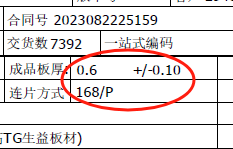 合同号 2023082225159
交货数 7392 一站式编码
成品板厚: 0.6 +/-0.10
连片方式 168/P
TG生益板材)